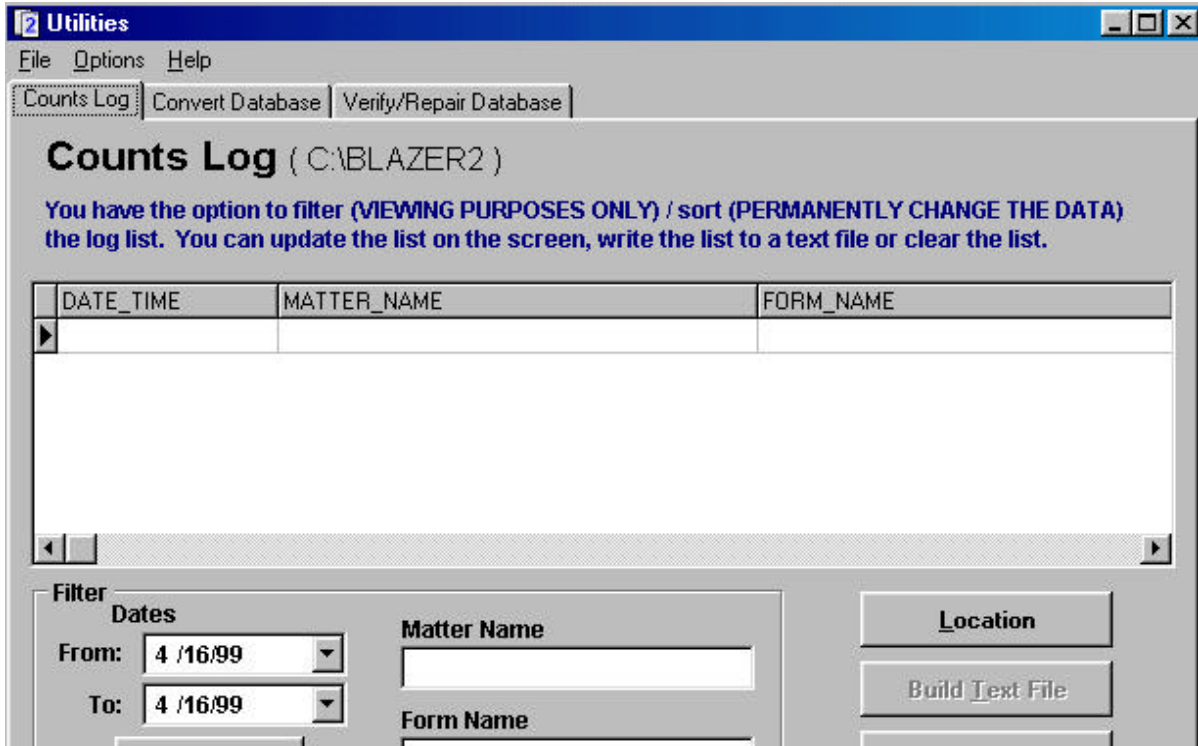 Utilities
File Options Help
Counts Log Convert Database Verify/Repair Database
Counts Log ( C:\BLAZER2 )
You have the option to filter (VIEWING PURPOSES ONLY) / sort (PERMANENTLY CHANGE THE DATA)
the log list. You can update the list on the screen, write the list to a text file or clear the list.
DATE_TIME MATTER_NAME FORM_NAME
Filter
Dates
From: 4 /16/99
To: 4 /16/99
Matter Name
Form Name
Location
Build Text File